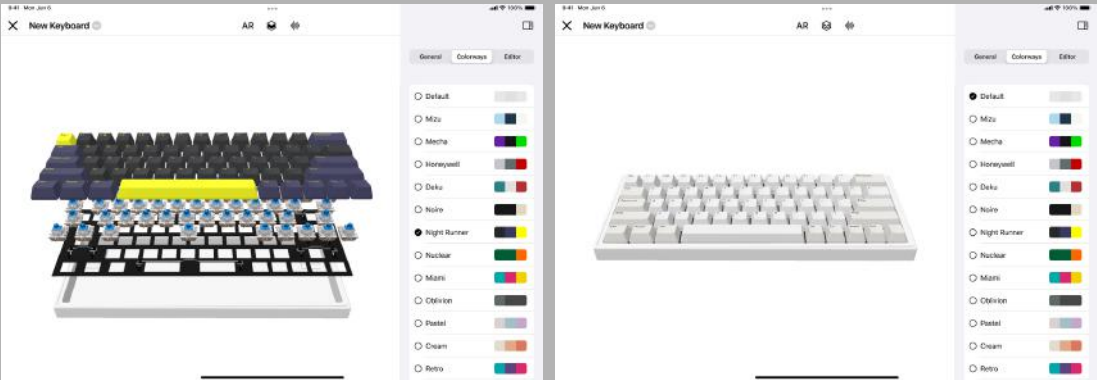 9:41 Mon Jun 6
100%
New Keyboard
AR
General Colorways Editor
Default
Mizu
Mecha
Honeywell
Deku
Noire
Night Runner
Nuclear
Miami
Oblivion
Pastel
Cream
Retro
9:41 Mon Jun 6
100%
New Keyboard
AR
General Colorways Editor
Default
Mizu
Mecha
Honeywell
Deku
Noire
Night Runner
Nuclear
Miami
Oblivion
Pastel
Cream
Retro